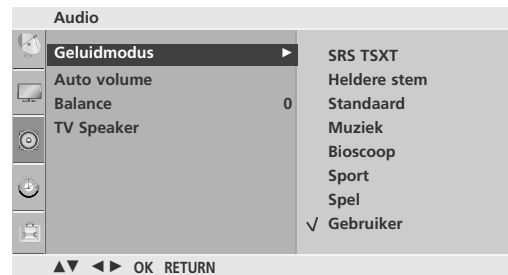 Audio
Geluidmodus ►
Auto volume
Balance 0
TV Speaker
SRS TSXT
Heldere stem
Standaard
Muziek
Bioscoop
Sport
Spel
√ Gebruiker
▲▼ ◄► OK RETURN